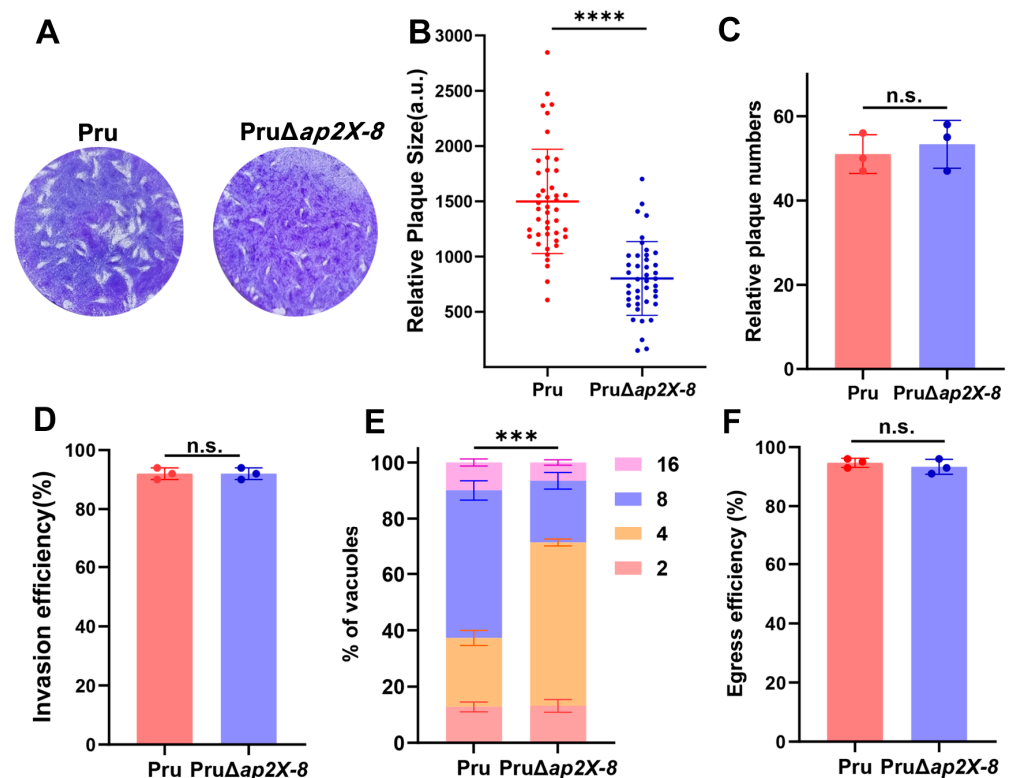 A
Pru
PruΔap2X-8
B
****
Relative Plaque Size(a.u.)
3000
2500
2000
1500
1000
500
Pru
PruΔap2X-8
C
n.s.
Relative plaque numbers
60
40
20
0
Pru
PruΔap2X-8
D
n.s.
Invasion efficiency(%)
100
80
60
40
20
0
Pru
PruΔap2X-8
E
***
% of vacuoles
100
80
60
40
20
0
Pru
PruΔap2X-8
16
8
4
2
F
n.s.
Egress efficiency (%)
100
80
60
40
20
0
Pru
PruΔap2X-8